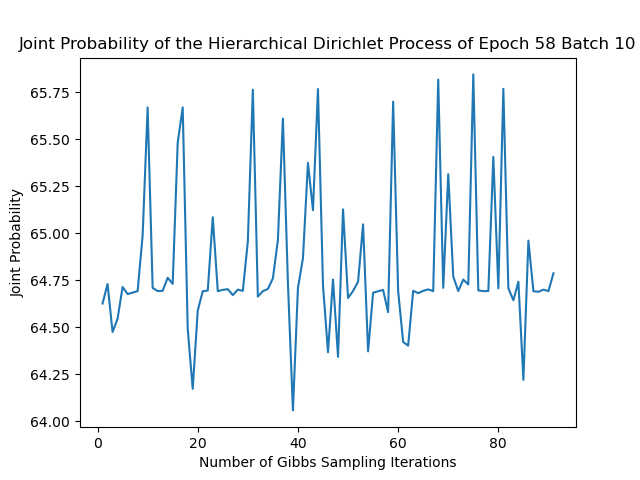 Joint Probability of the Hierarchical Dirichlet Process of Epoch 58 Batch 10
65.75
65.50
65.25
65.00
64.75
64.50
64.25
64.00
Joint Probability
0 20 40 60 80
Number of Gibbs Sampling Iterations